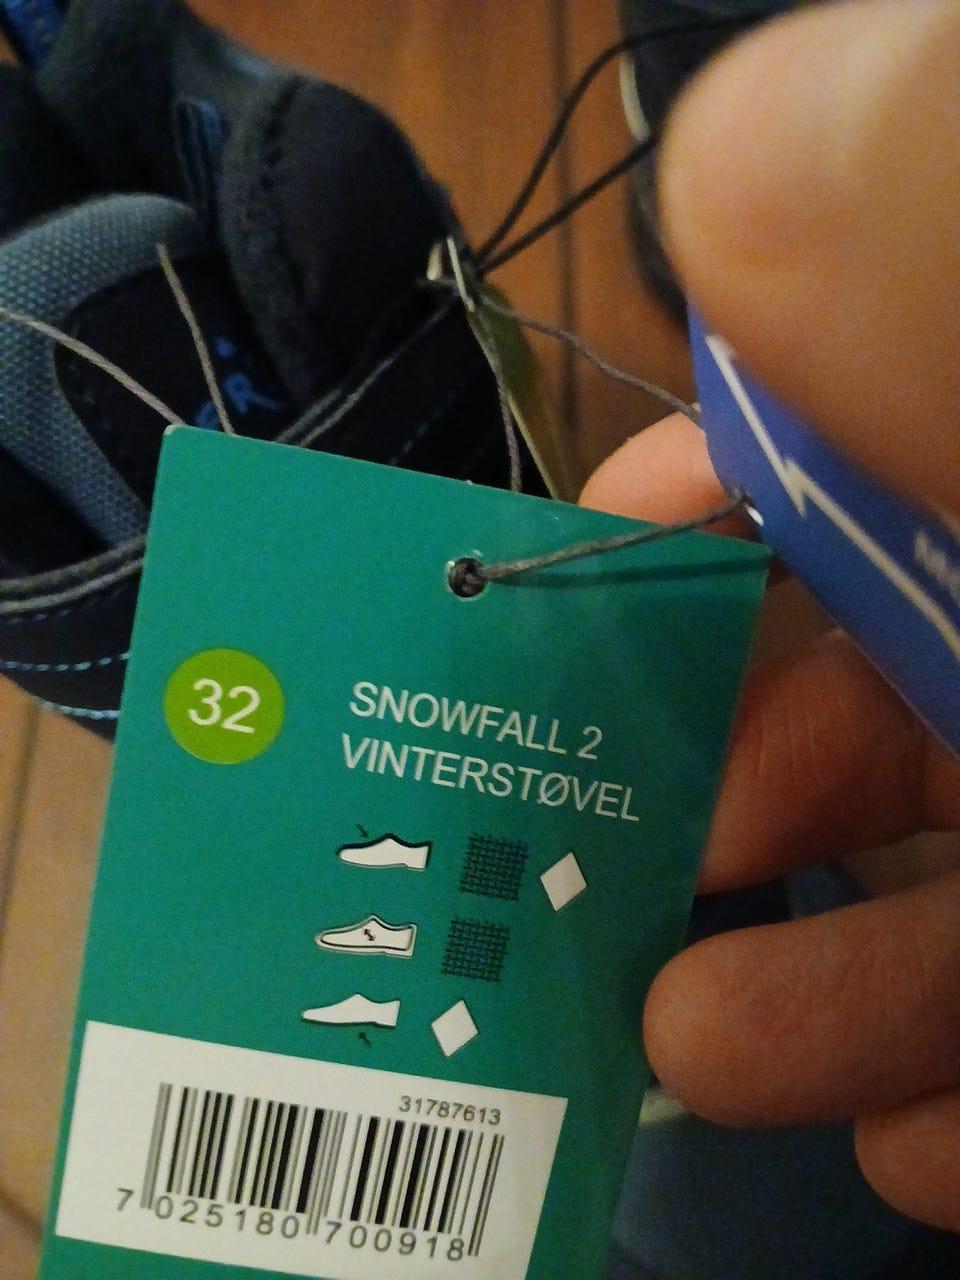 32
SNOWFALL 2
VINTERSTØVEL
31787613
7 025180 700918